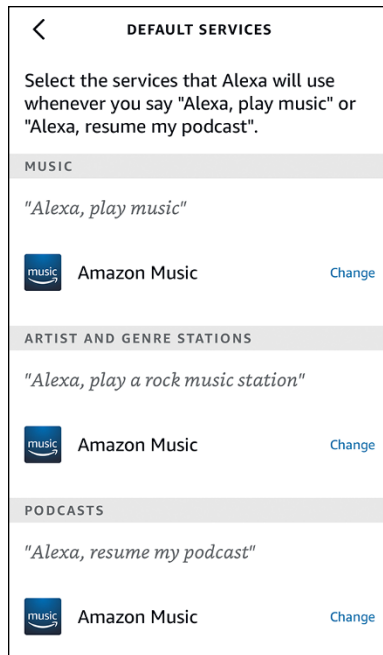 DEFAULT SERVICES
Select the services that Alexa will use
whenever you say "Alexa, play music" or
"Alexa, resume my podcast".
MUSIC
"Alexa, play music"
music Amazon Music Change
ARTIST AND GENRE STATIONS
"Alexa, play a rock music station"
music Amazon Music Change
PODCASTS
"Alexa, resume my podcast"
music Amazon Music Change